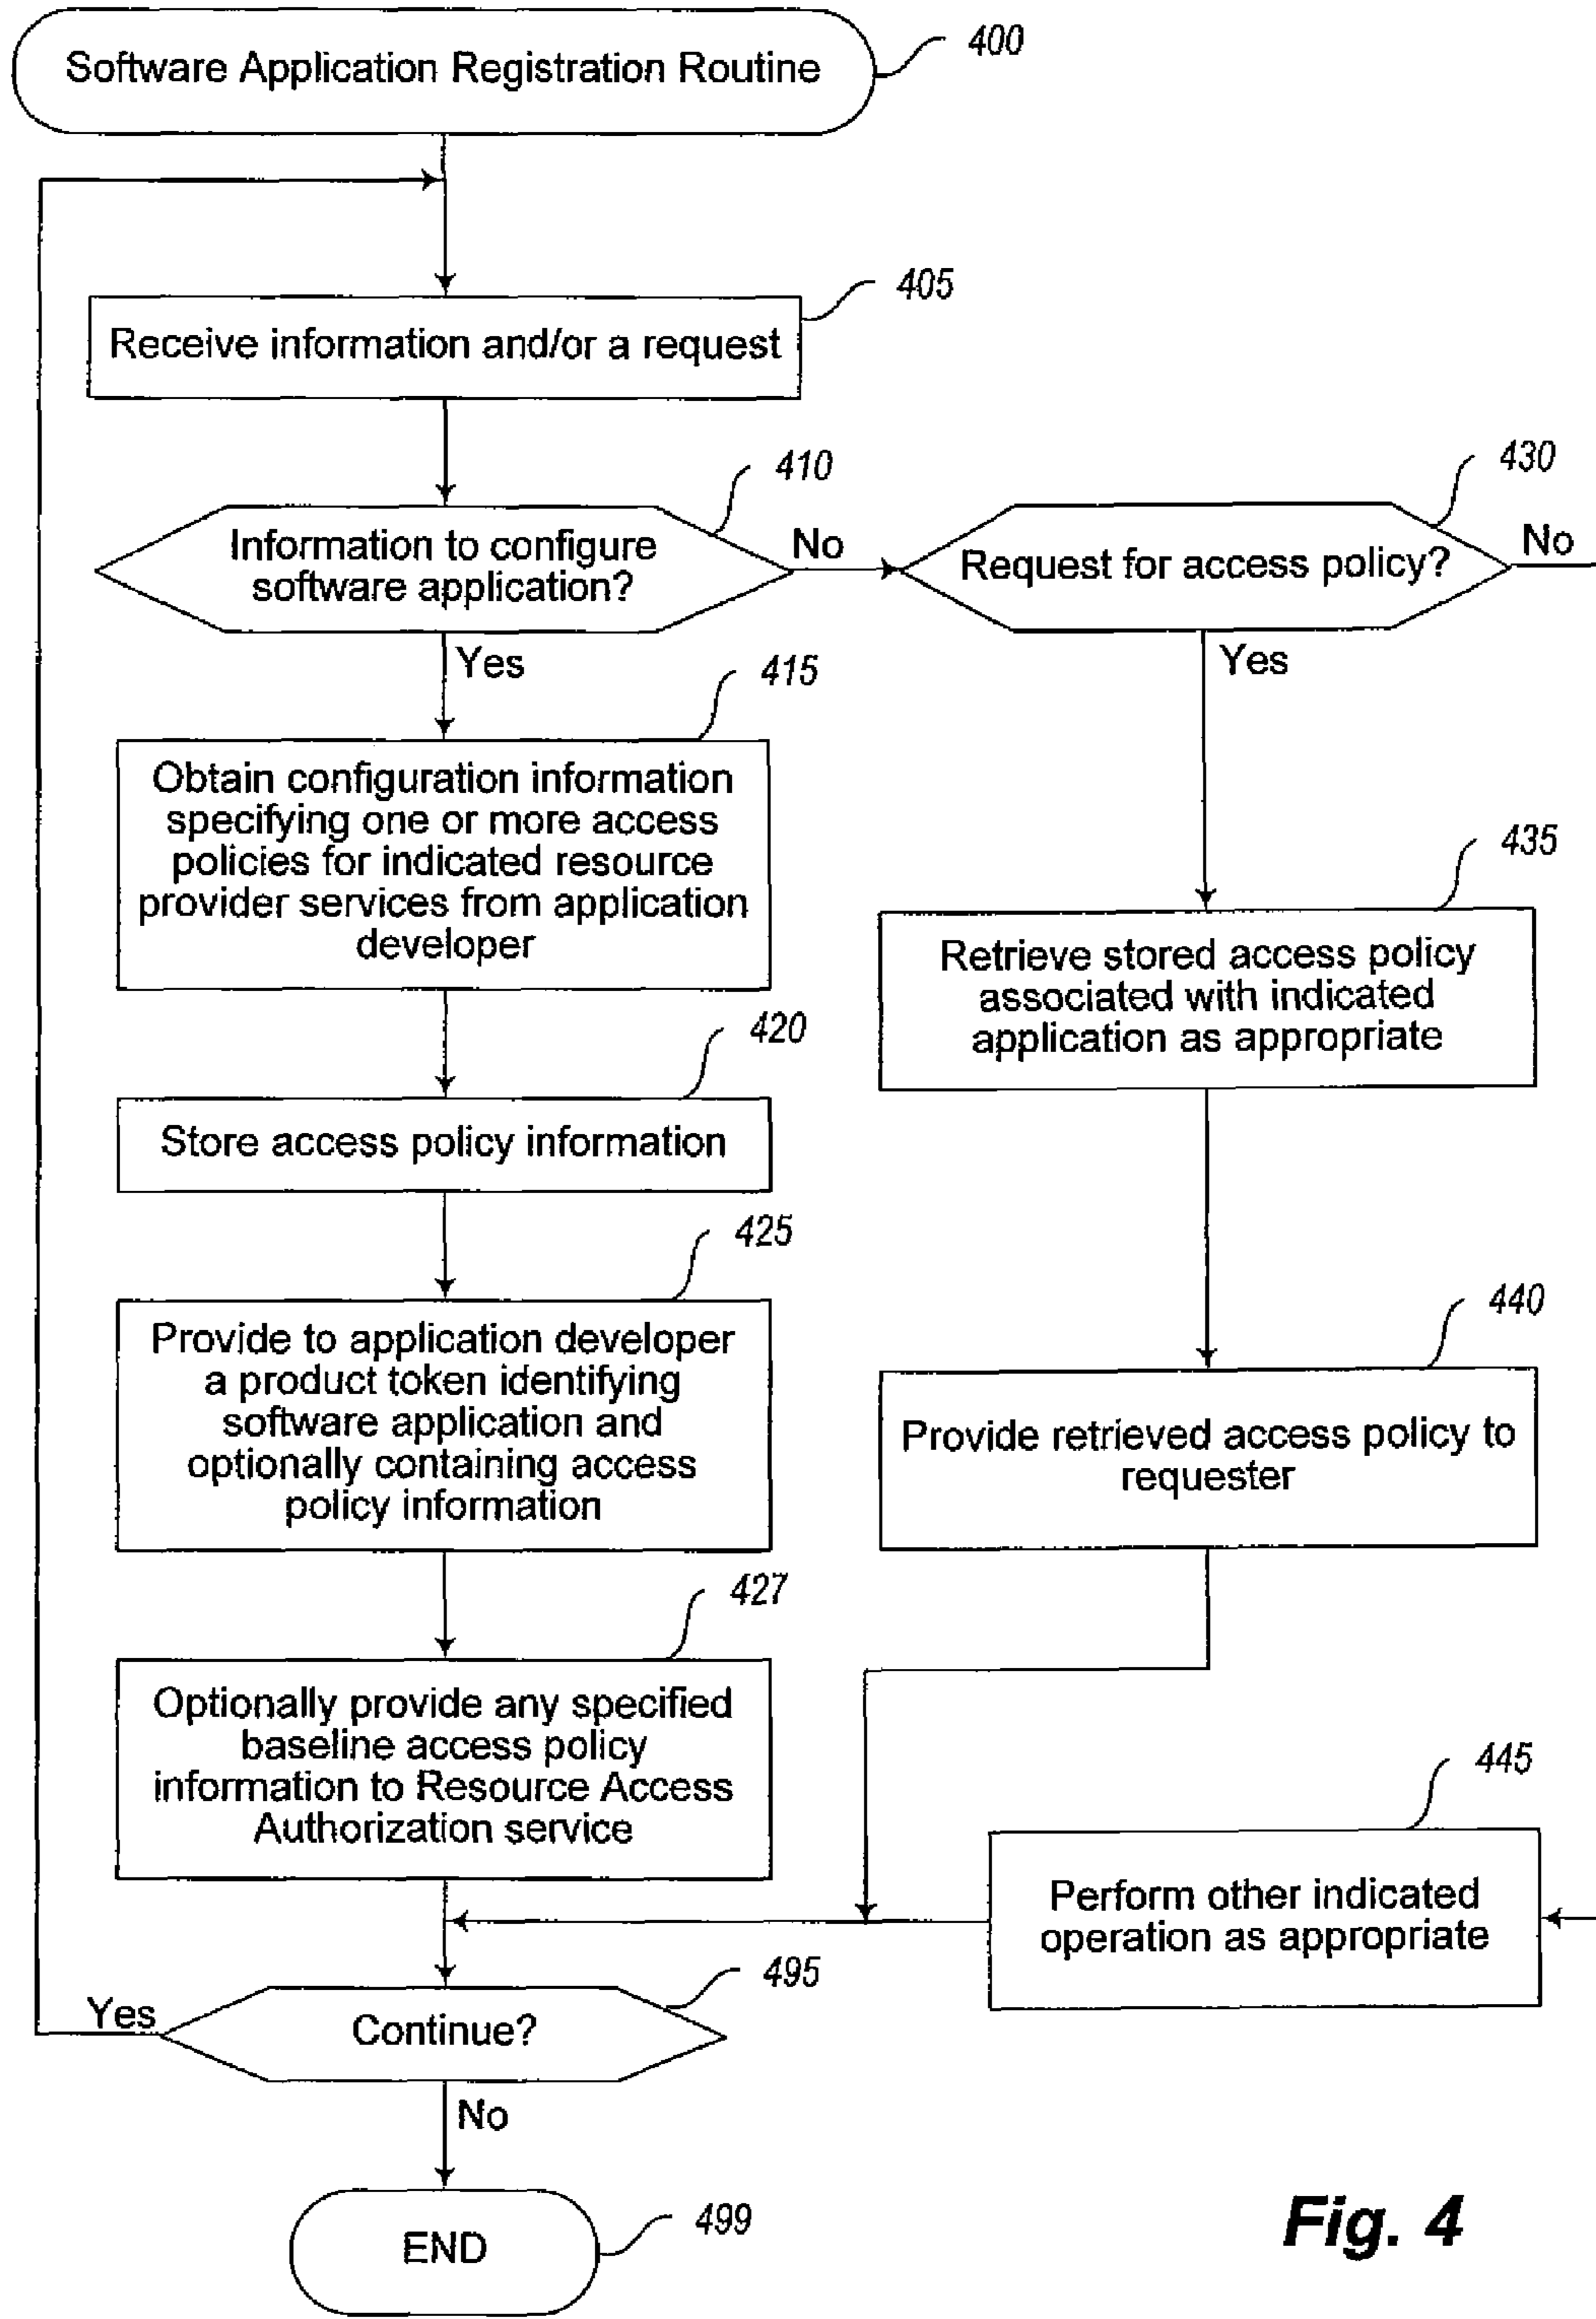 Software Application Registration Routine
400
Receive information and/or a request
405
Information to configure
software application?
410
No
Yes
Request for access policy?
430
No
Yes
Obtain configuration information
specifying one or more access
policies for indicated resource
provider services from application
developer
415
Store access policy information
420
Provide to application developer
a product token identifying
software application and
optionally containing access
policy information
425
Optionally provide any specified
baseline access policy
information to Resource Access
Authorization service
427
Retrieve stored access policy
associated with indicated
application as appropriate
435
Provide retrieved access policy to
requester
440
Perform other indicated
operation as appropriate
445
Continue?
495
Yes
No
END
499
Fig. 4